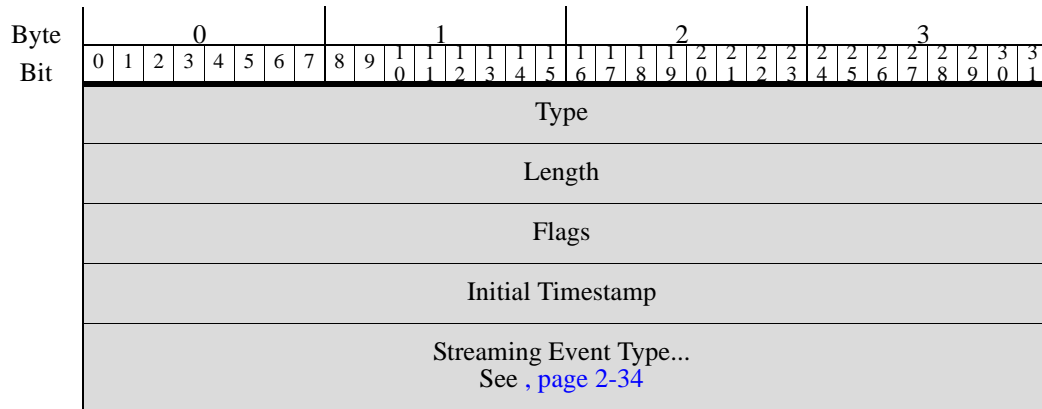 Byte 0 1 2 3
Bit 0 1 2 3 4 5 6 7 8 9 10 11 12 13 14 15 16 17 18 19 20 21 22 23 24 25 26 27 28 29 30 31
Type
Length
Flags
Initial Timestamp
Streaming Event Type...
See , page 2-34